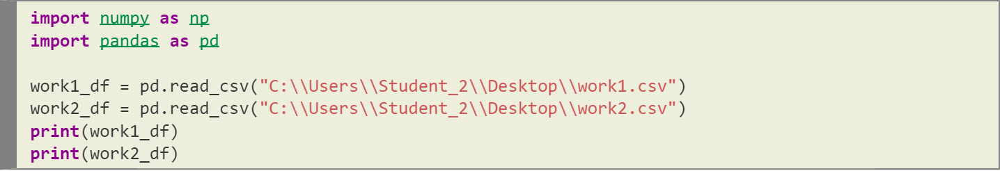 import numpy as np
import pandas as pd
work1_df = pd.read_csv("C:\\Users\\Student_2\\Desktop\\work1.csv")
work2_df = pd.read_csv("C:\\Users\\Student_2\\Desktop\\work2.csv")
print(work1_df)
print(work2_df)